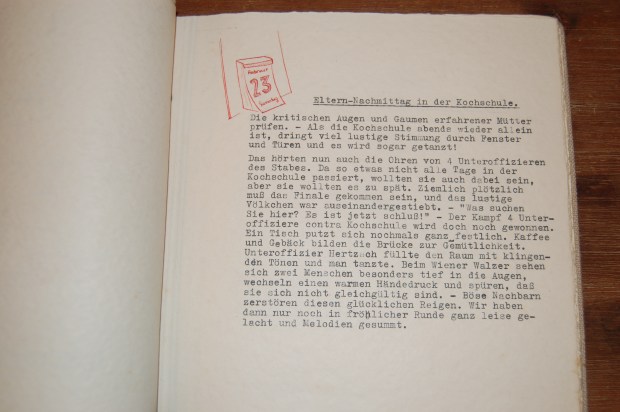 23
Eltern-Nachmittag in der Kochschule.
Die kritischen Augen und Gaumen erfahrener Mütter
prüfen. - Als die Kochschule abends wieder allein
ist, dringt viel lustige Stimmung durch Fenster
und Türen und es wird sogar getanzt!
Das hörten nun auch die Ohren von 4 Unteroffizieren
des Stabes. Da so etwas nicht alle Tage in der
Kochschule passiert, wollten sie auch dabei sein,
aber sie wollten es zu spät. Ziemlich plötzlich
muß das Finale gekommen sein, und das lustige
Völkchen war auseinandergestiebt. - "Was suchen
Sie hier? Es ist jetzt schluß!" - Der Kampf 4 Unter-
offiziere contra Kochschule wird doch noch gewonnen.
Ein Tisch putzt sich nochmals ganz festlich. Kaffee
und Gebäck bilden die Brücke zur Gemütlichkeit.
Unteroffizier Hertzsch füllte den Raum mit klingen-
den Tönen und man tanzte. Beim Wiener Walzer sehen
sich zwei Menschen besonders tief in die Augen,
wechseln einen warmen Händedruck und spüren, daß
sie sich nicht gleichgültig sind. - Böse Nachbarn
zerstören diesen glücklichen Reigen. Wir haben
dann nur noch in fröhlicher Runde ganz leise ge-
lacht und Melodien gesummt.